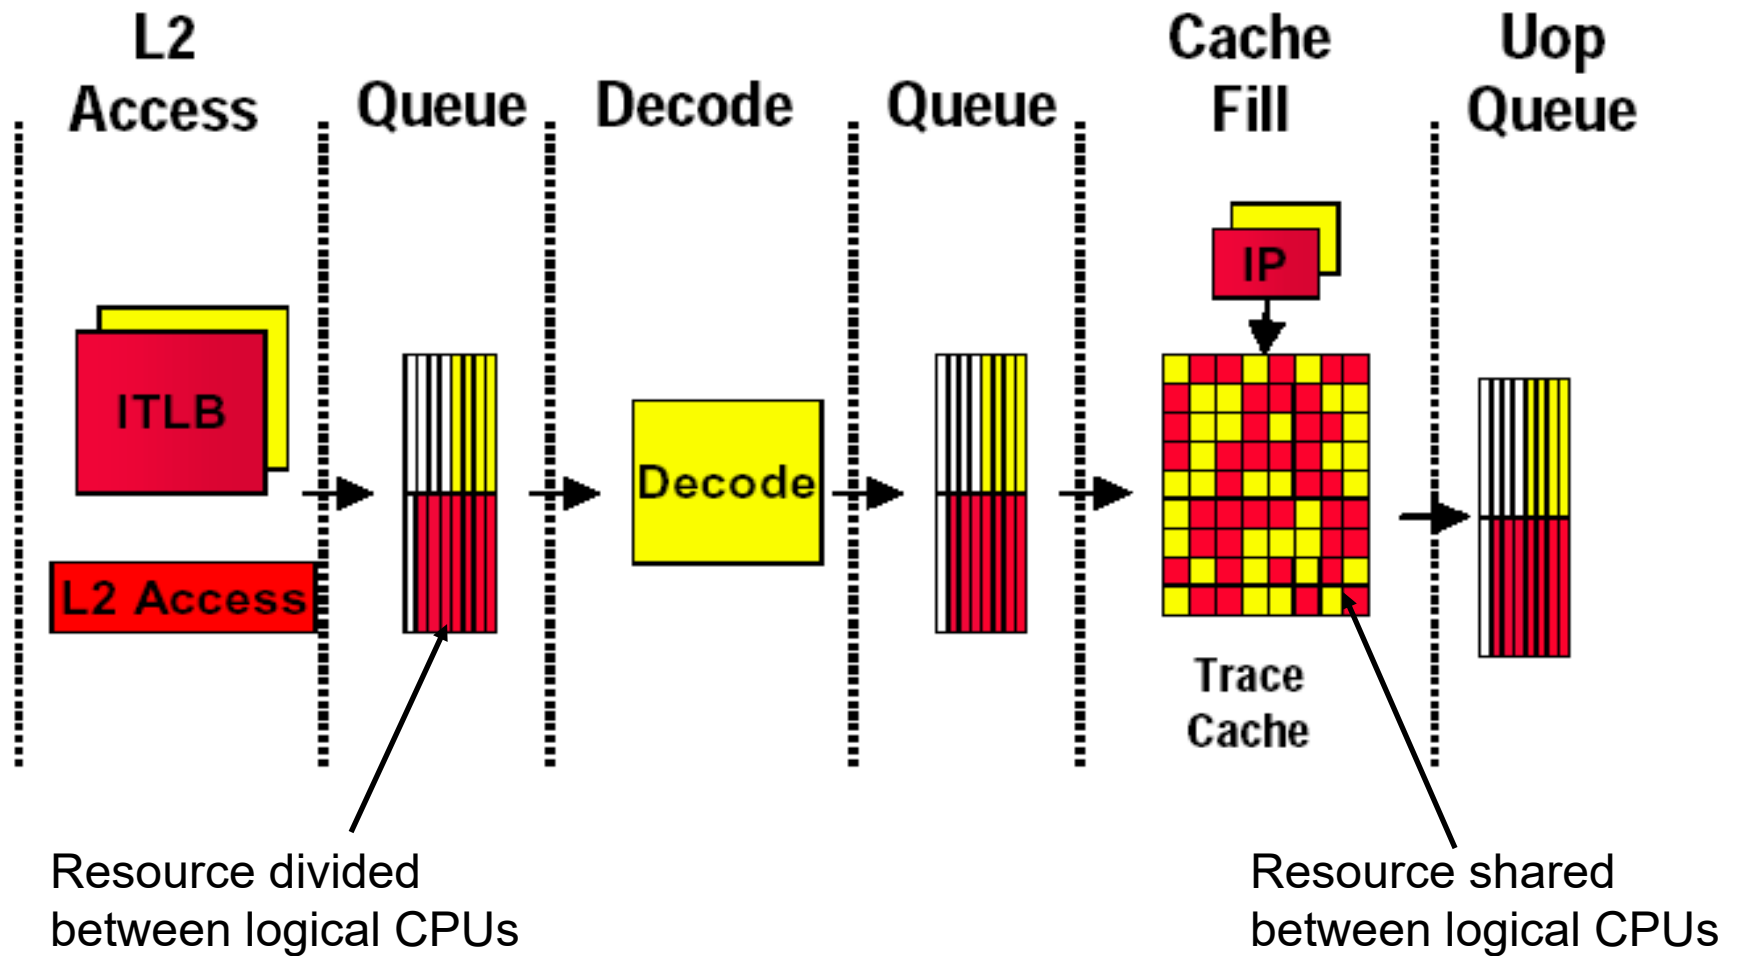 L2
Access
Queue
Decode
Queue
Cache
Fill
Uop
Queue
IP
ITLB
Decode
L2 Access
Trace
Cache
Resource divided
between logical CPUs
Resource shared
between logical CPUs